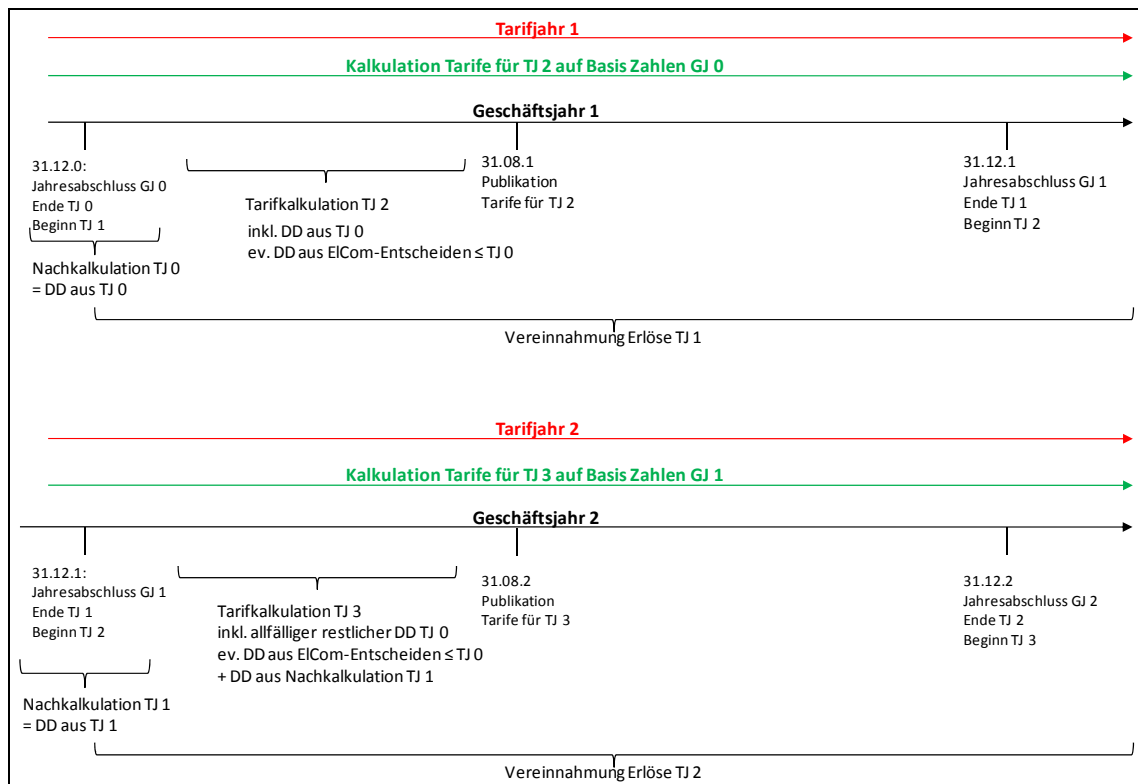 Tarifjahr 1
Kalkulation Tarife für TJ 2 auf Basis Zahlen GJ 0
Geschäftsjahr 1
31.12.0:
Jahresabschluss GJ 0
Ende TJ 0
Beginn TJ 1
Tarifkalkulation TJ 2
inkl. DD aus TJ 0
ev. DD aus ElCom-Entscheiden ≤ TJ 0
31.08.1
Publikation
Tarife für TJ 2
31.12.1
Jahresabschluss GJ 1
Ende TJ 1
Beginn TJ 2
Nachkalkulation TJ 0
= DD aus TJ 0
Vereinnahmung Erlöse TJ 1
Tarifjahr 2
Kalkulation Tarife für TJ 3 auf Basis Zahlen GJ 1
Geschäftsjahr 2
31.12.1:
Jahresabschluss GJ 1
Ende TJ 1
Beginn TJ 2
Tarifkalkulation TJ 3
inkl. allfälliger restlicher DD TJ 0
ev. DD aus ElCom-Entscheiden ≤ TJ 0
+ DD aus Nachkalkulation TJ 1
31.08.2
Publikation
Tarife für TJ 3
31.12.2
Jahresabschluss GJ 2
Ende TJ 2
Beginn TJ 3
Nachkalkulation TJ 1
= DD aus TJ 1
Vereinnahmung Erlöse TJ 2